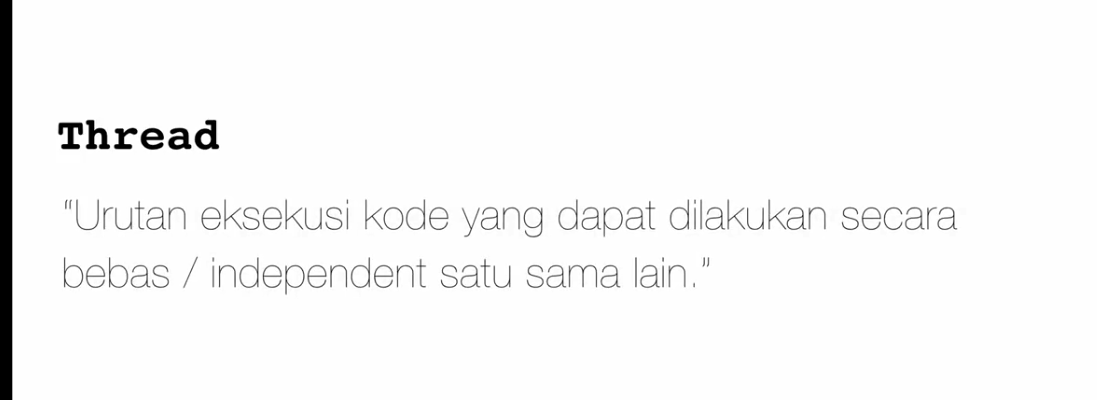 Thread
“Urutan eksekusi kode yang dapat dilakukan secara
bebas / independent satu sama lain.”